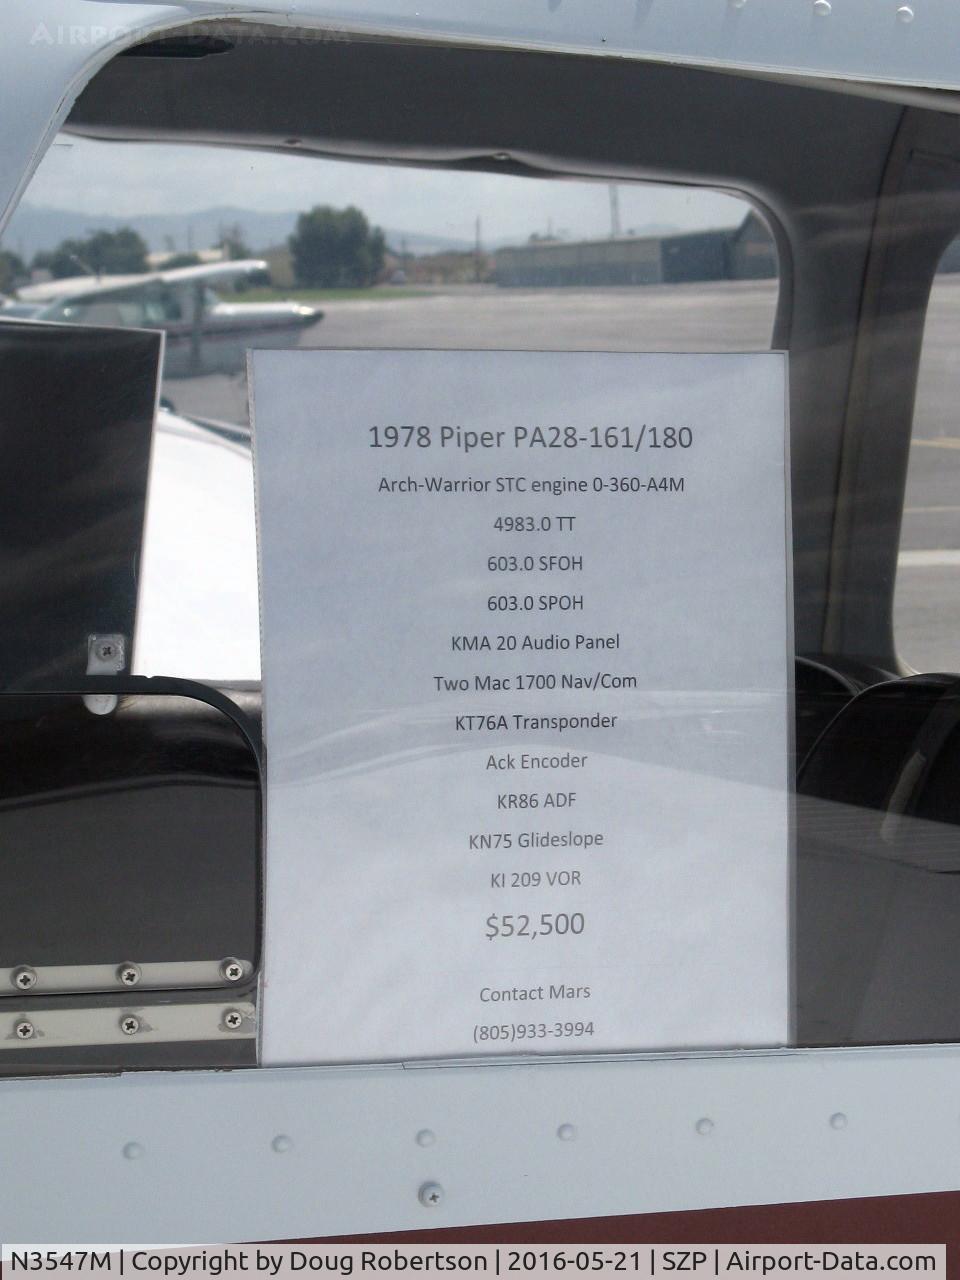 AIRPORT-DATA.COM
1978 Piper PA28-161/180
Arch-Warrior STC engine 0-360-A4M
4983.0 TT
603.0 SFOH
603.0 SPOH
KMA 20 Audio Panel
Two Mac 1700 Nav/Com
KT76A Transponder
Ack Encoder
KR86 ADF
KN75 Glideslope
KI 209 VOR
$52,500
Contact Mars
(805)933-3994
N3547M | Copyright by Doug Robertson | 2016-05-21 | SZP | Airport-Data.com